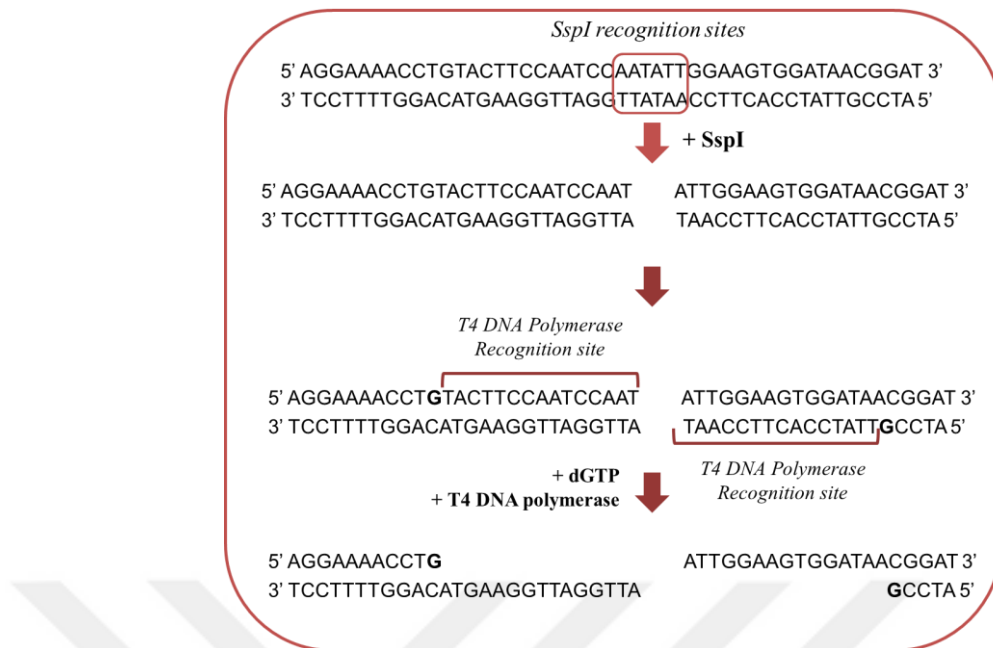 SspI recognition sites
5' AGGAAAACCTGTACTTCCAATCCAATATTGGAAGTGGATAACGGAT 3'
3' TCCTTTTGGACATGAAGGTTAGGTTATAACCTTCACCTATTGCCTA 5'
+ SspI
5' AGGAAAACCTGTACTTCCAATCCAAT ATTGGAAGTGGATAACGGAT 3'
3' TCCTTTTGGACATGAAGGTTAGGTTA TAACCTTCACCTATTGCCTA 5'
T4 DNA Polymerase
Recognition site
5' AGGAAAACCTGTACTTCCAATCCAAT ATTGGAAGTGGATAACGGAT 3'
3' TCCTTTTGGACATGAAGGTTAGGTTA TAACCTTCACCTATTGCCTA 5'
T4 DNA Polymerase
Recognition site
+ dGTP
+ T4 DNA polymerase
5' AGGAAAACCTG ATTGGAAGTGGATAACGGAT 3'
3' TCCTTTTGGACATGAAGGTTAGGTTA GCCTA 5'